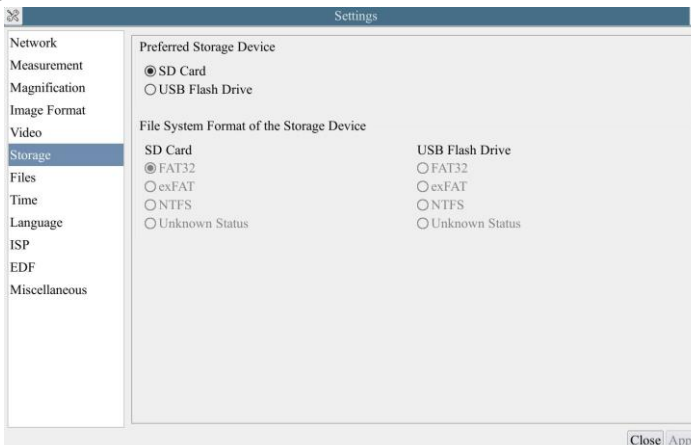 Settings
Network
Measurement
Magnification
Image Format
Video
Storage
Files
Time
Language
ISP
EDF
Miscellaneous
Preferred Storage Device
SD Card
USB Flash Drive
File System Format of the Storage Device
SD Card
FAT32
exFAT
NTFS
Unknown Status
USB Flash Drive
FAT32
exFAT
NTFS
Unknown Status
Close
App